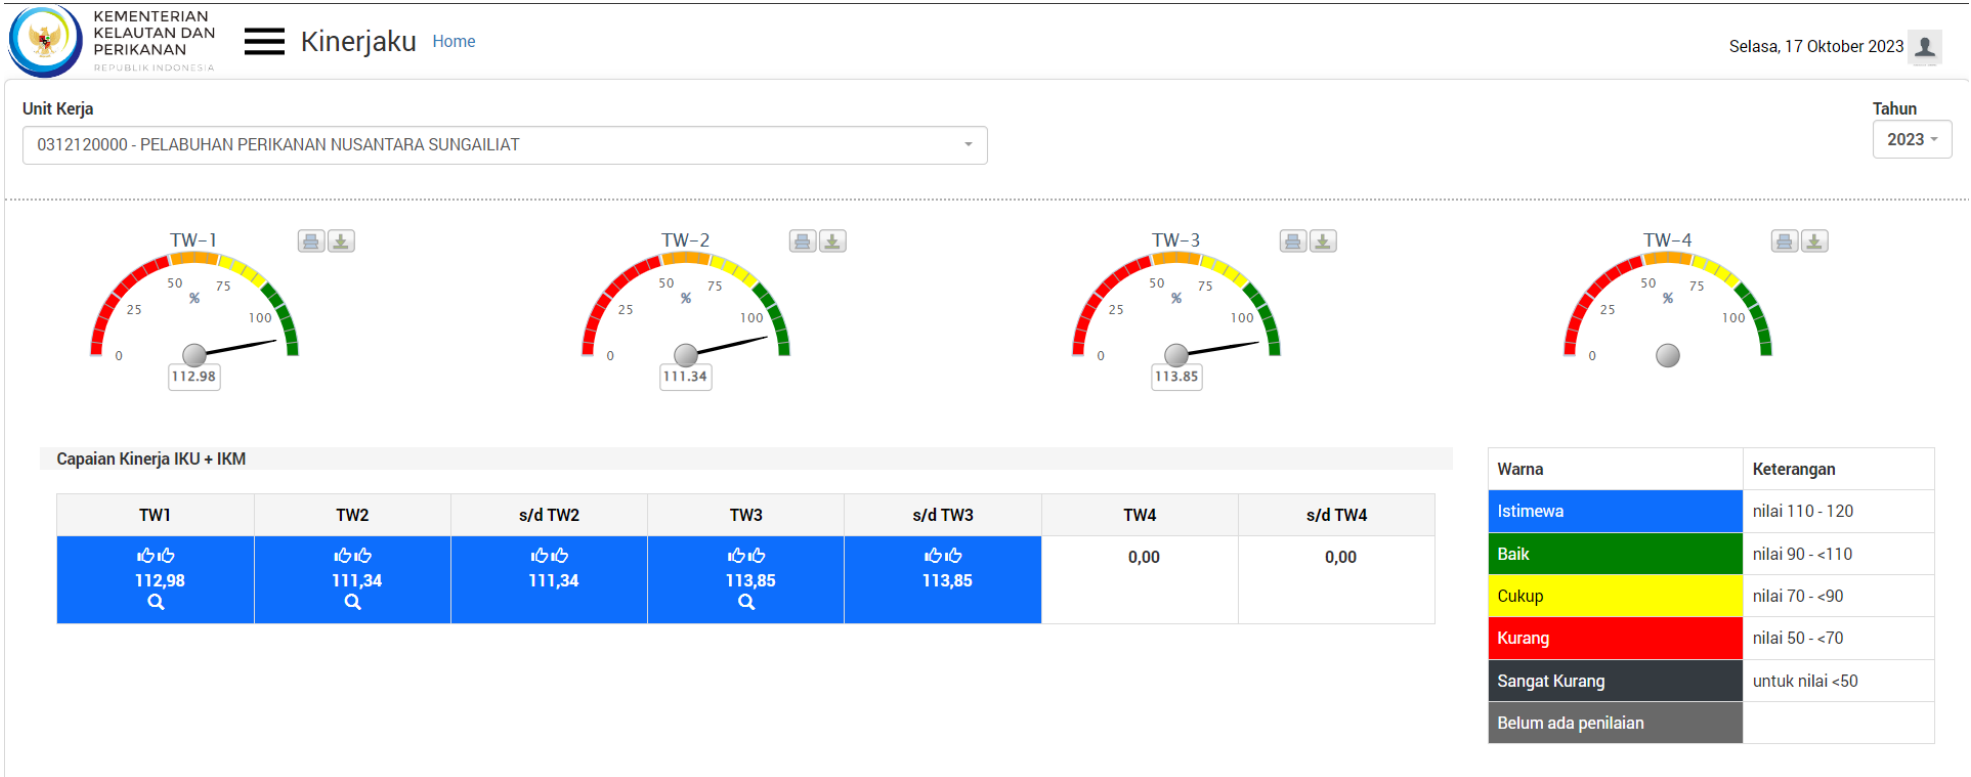 KEMENTERIAN
KELAUTAN DAN
PERIKANAN
REPUBLIK INDONESIA
Kinerjaku Home
Selasa, 17 Oktober 2023
Unit Kerja
Tahun
0312120000 - PELABUHAN PERIKANAN NUSANTARA SUNGAILIAT
2023
TW-1
0 25 50 75 100
%
112.98
TW-2
0 25 50 75 100
%
111.34
TW-3
0 25 50 75 100
%
113.85
TW-4
0 25 50 75 100
%
Capaian Kinerja IKU + IKM
TW1 TW2 s/d TW2 TW3 s/d TW3 TW4 s/d TW4
112,98 111,34 111,34 113,85 113,85 0,00 0,00
Warna Keterangan
Istimewa nilai 110 - 120
Baik nilai 90 - <110
Cukup nilai 70 - <90
Kurang nilai 50 - <70
Sangat Kurang untuk nilai <50
Belum ada penilaian